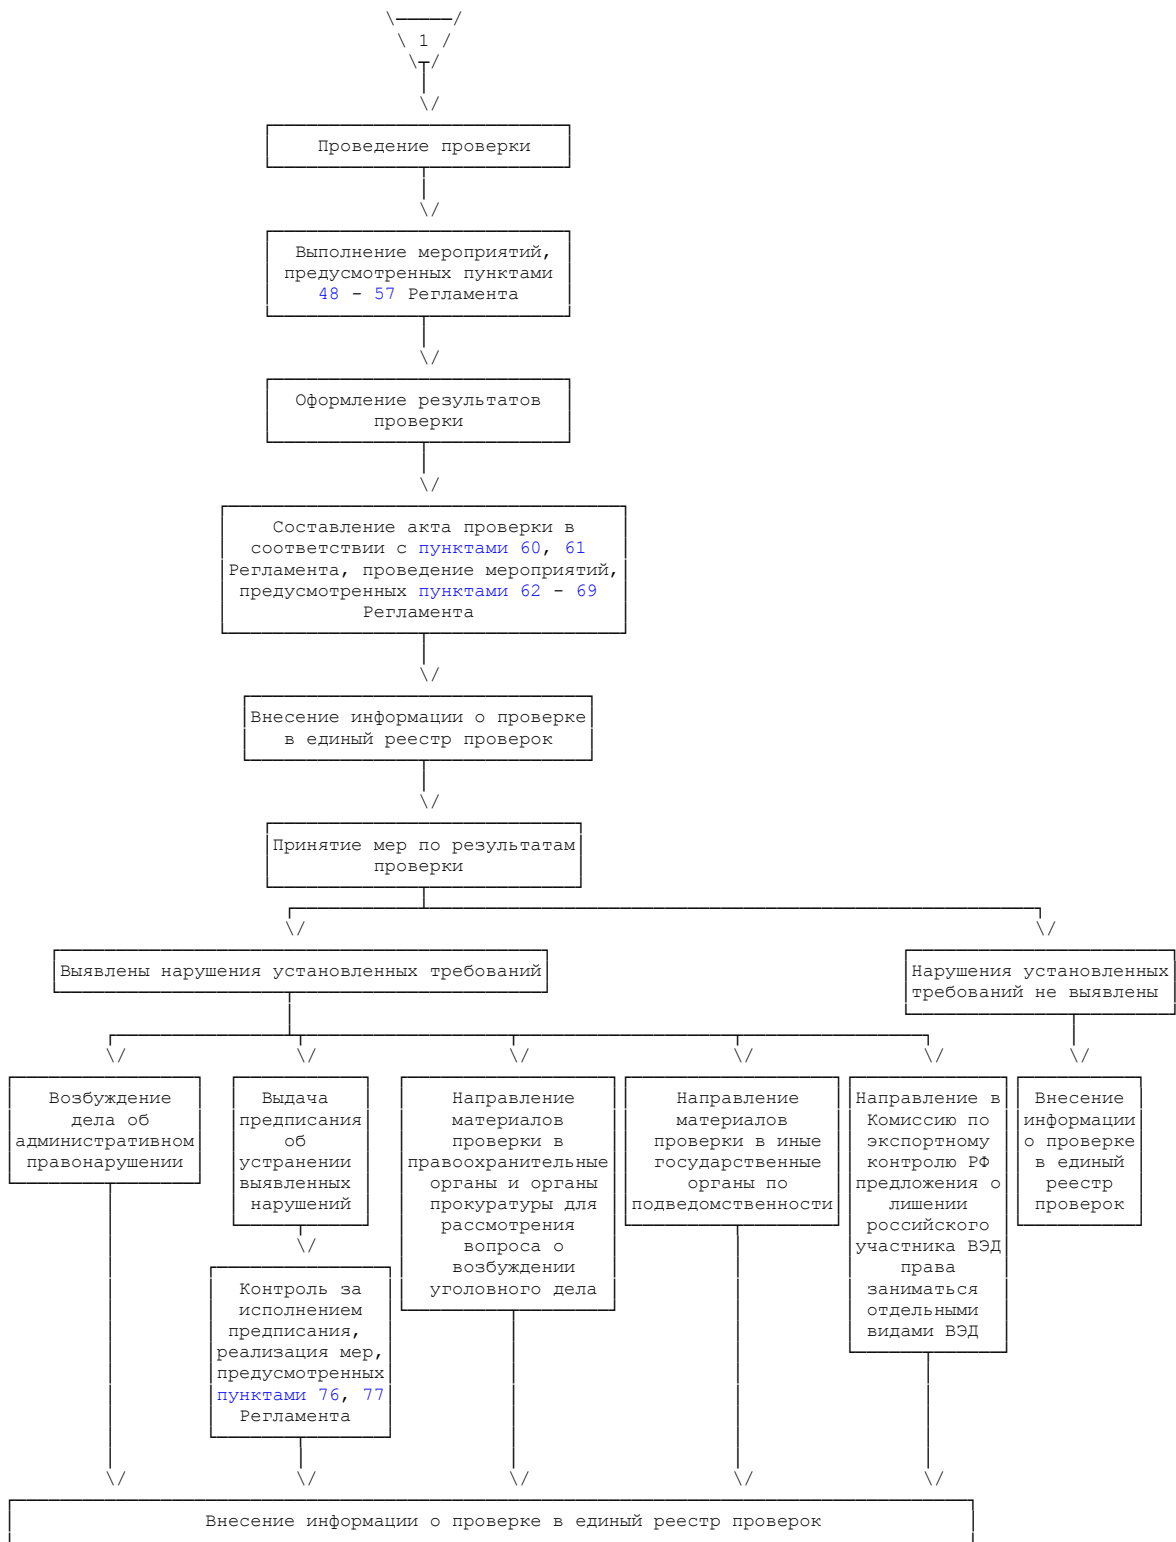 1
Проведение проверки
Выполнение мероприятий,
предусмотренных пунктами
48 - 57 Регламента
Оформление результатов
проверки
Составление акта проверки в
соответствии с пунктами 60, 61
Регламента, проведение мероприятий,
предусмотренных пунктами 62 - 69
Регламента
Внесение информации о проверке
в единый реестр проверок
Принятие мер по результатам
проверки
Выявлены нарушения установленных требований
Нарушения установленных
требований не выявлены
Возбуждение
дела об
административном
правонарушении
Выдача
предписания
об
устранении
выявленных
нарушений
Контроль за
исполнением
предписания,
реализация мер,
предусмотренных
пунктами 76, 77
Регламента
Направление
материалов
проверки в
правоохранительные
органы и органы
прокуратуры для
рассмотрения
вопроса о
возбуждении
уголовного дела
Направление
материалов
проверки в иные
государственные
органы по
подведомственности
Направление в
Комиссию по
экспортному
контролю РФ
предложения о
лишении
российского
участника ВЭД
права
заниматься
отдельными
видами ВЭД
Внесение
информации
о проверке
в единый
реестр
проверок
Внесение информации о проверке в единый реестр проверок